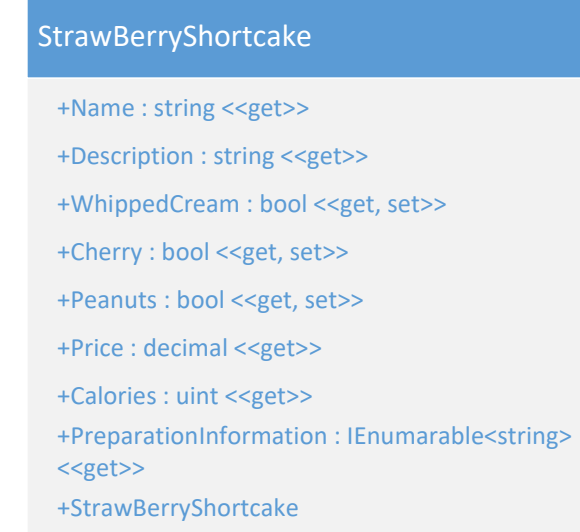 StrawBerryShortcake
+Name : string <<get>>
+Description : string <<get>>
+WhippedCream : bool <<get, set>>
+Cherry : bool <<get, set>>
+Peanuts : bool <<get, set>>
+Price : decimal <<get>>
+Calories : uint <<get>>
+PreparationInformation : IEnumarable<string>
<<get>>
+StrawBerryShortcake